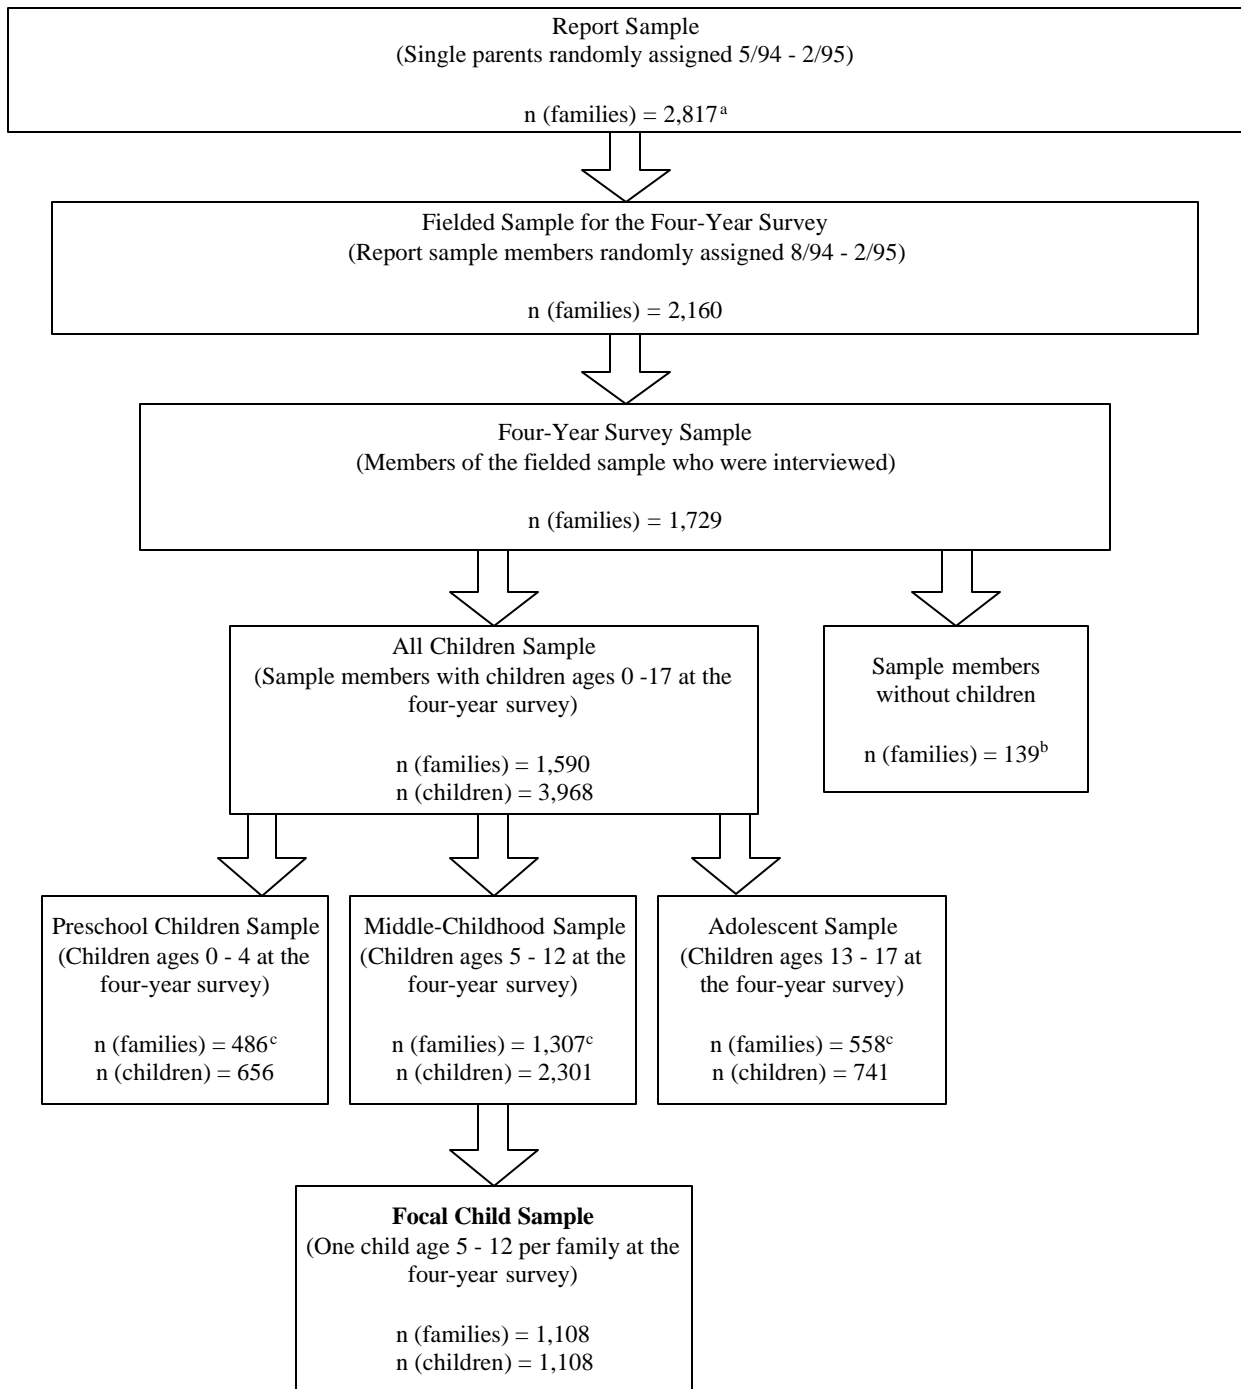 Report Sample
(Single parents randomly assigned 5/94 - 2/95)
n (families) = 2,817ᵃ
Fielded Sample for the Four-Year Survey
(Report sample members randomly assigned 8/94 - 2/95)
n (families) = 2,160
Four-Year Survey Sample
(Members of the fielded sample who were interviewed)
n (families) = 1,729
All Children Sample
(Sample members with children ages 0 -17 at the
four-year survey)
n (families) = 1,590
n (children) = 3,968
Sample members
without children
n (families) = 139ᵇ
Preschool Children Sample
(Children ages 0 - 4 at the
four-year survey)
n (families) = 486ᶜ
n (children) = 656
Middle-Childhood Sample
(Children ages 5 - 12 at the
four-year survey)
n (families) = 1,307ᶜ
n (children) = 2,301
Adolescent Sample
(Children ages 13 - 17 at
the four-year survey)
n (families) = 558ᶜ
n (children) = 741
Focal Child Sample
(One child age 5 - 12 per family at the
four-year survey)
n (families) = 1,108
n (children) = 1,108